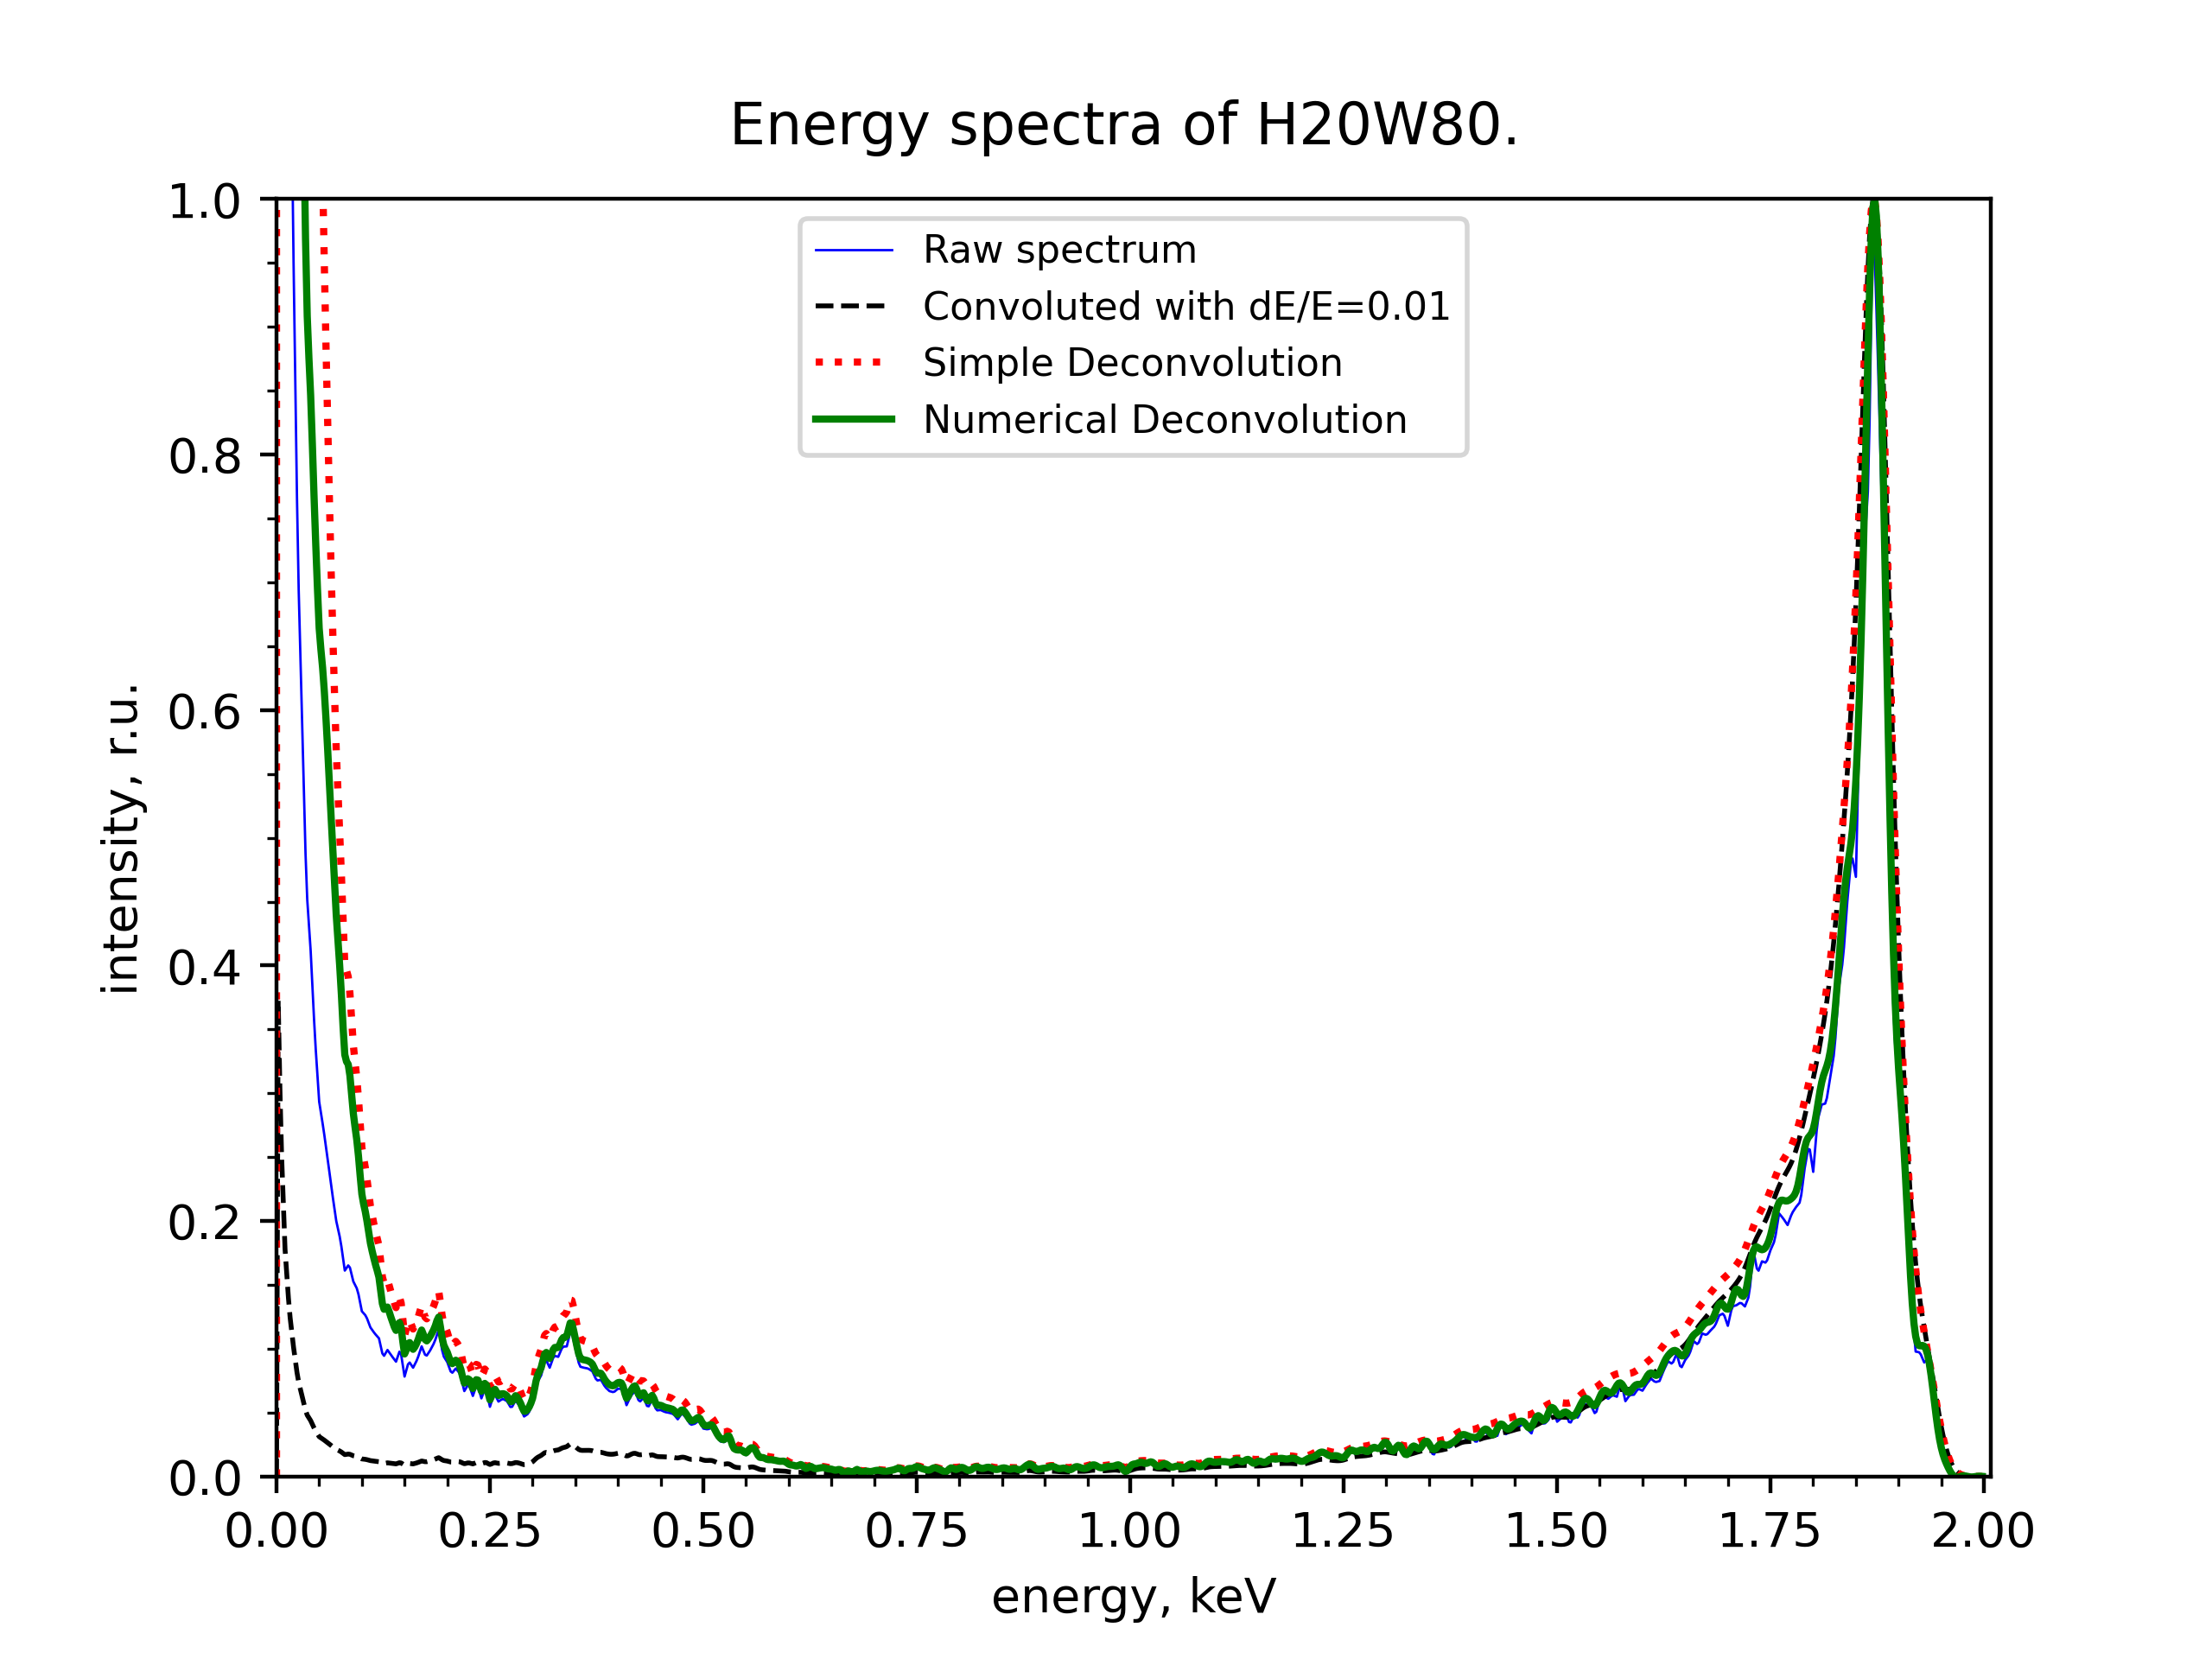 Energy spectra of H20W80.
1.0
0.8
0.6
0.4
0.2
0.0
intensity, r.u.
Raw spectrum
Convoluted with dE/E=0.01
Simple Deconvolution
Numerical Deconvolution
0.00 0.25 0.50 0.75 1.00 1.25 1.50 1.75 2.00
energy, keV